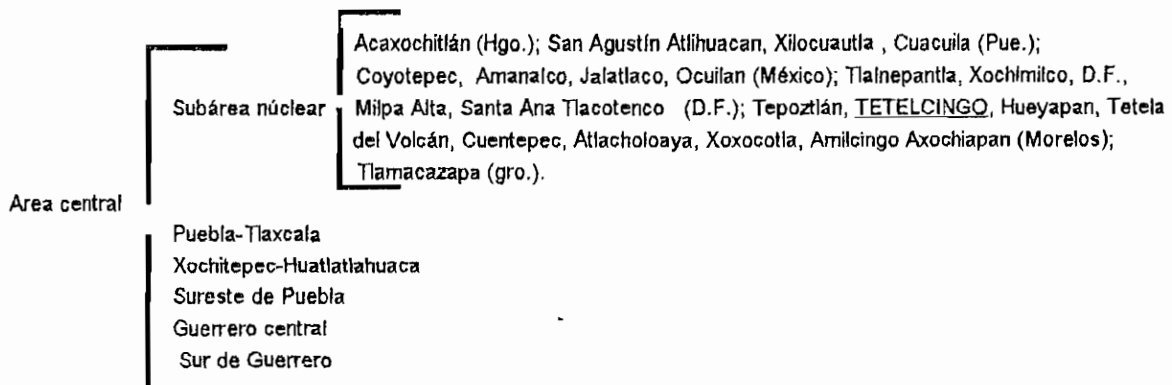 Acaxochitlán (Hgo.); San Agustín Atlihuacan, Xilocuautla , Cuacuila (Pue.);
Coyotepec, Amanalco, Jalatlaco, Ocuilan (México); Tlalnepantla, Xochimilco, D.F.,
Subárea núclear Milpa Alta, Santa Ana Tlacotenco (D.F.); Tepoztlán, TETELCINGO, Hueyapan, Tetela
del Volcán, Cuentepec, Atlacholoaya, Xoxocotla, Amilcingo Axochiapan (Morelos);
Tlamacazapa (gro.).
Area central
Puebla-Tlaxcala
Xochitepec-Huatlatlahuaca
Sureste de Puebla
Guerrero central
Sur de Guerrero